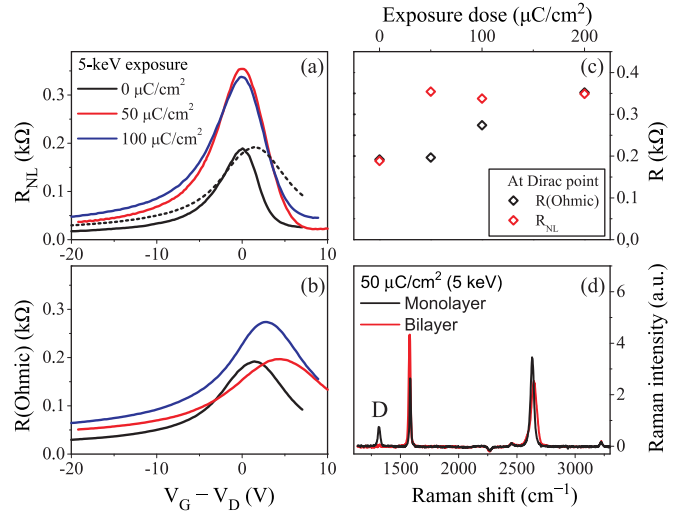 5-keV exposure
0 μC/cm²
50 μC/cm²
100 μC/cm²
(a)
R_NL (kΩ)
0.0
0.1
0.2
0.3
-20
-10
0
10
Exposure dose (μC/cm²)
0
100
200
(c)
At Dirac point
R(Ohmic)
R_NL
R (kΩ)
0.0
0.1
0.2
0.3
0.4
(b)
R(Ohmic) (kΩ)
0.0
0.1
0.2
0.3
-20
-10
0
10
V_G − V_D (V)
50 μC/cm² (5 keV)
Monolayer
Bilayer
(d)
D
Raman intensity (a.u.)
0
2
4
6
1500
2000
2500
3000
Raman shift (cm⁻¹)